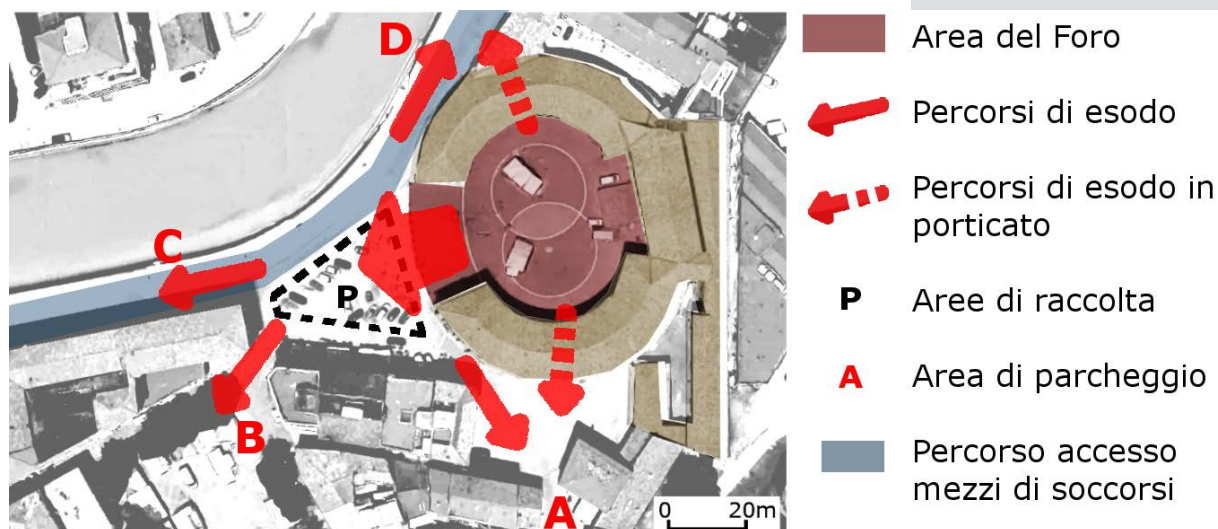 D
C
P
B
A
0 20m
Area del Foro
Percorsi di esodo
Percorsi di esodo in
porticato
P Aree di raccolta
A Area di parcheggio
Percorso accesso
mezzi di soccorsi